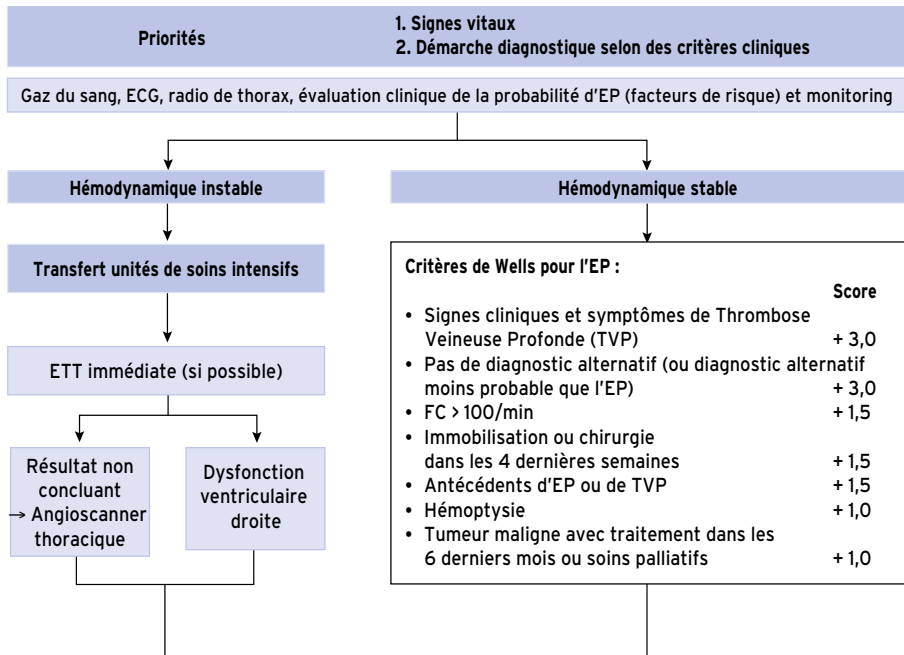 Priorités
1. Signes vitaux
2. Démarche diagnostique selon des critères cliniques
Gaz du sang, ECG, radio de thorax, évaluation clinique de la probabilité d'EP (facteurs de risque) et monitoring
Hémodynamique instable
Transfert unités de soins intensifs
ETT immédiate (si possible)
Résultat non
concluant
→ Angioscanner
thoracique
Dysfonction
ventriculaire
droite
Hémodynamique stable
Critères de Wells pour l'EP :
Score
• Signes cliniques et symptômes de Thrombose
Veineuse Profonde (TVP) + 3,0
• Pas de diagnostic alternatif (ou diagnostic alternatif
moins probable que l'EP) + 3,0
• FC > 100/min + 1,5
• Immobilisation ou chirurgie
dans les 4 dernières semaines + 1,5
• Antécédents d'EP ou de TVP + 1,5
• Hémoptysie + 1,0
• Tumeur maligne avec traitement dans les
6 derniers mois ou soins palliatifs + 1,0